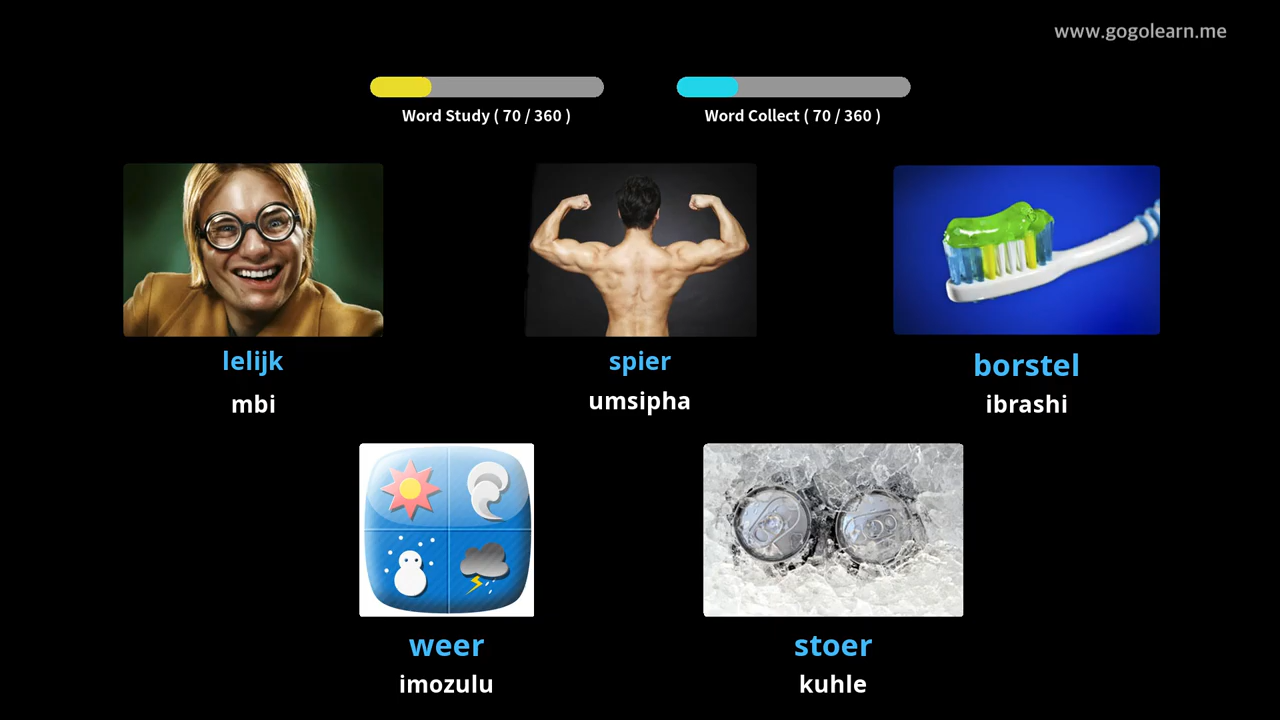 www.gogolearn.me
Word Study ( 70 / 360 )
Word Collect ( 70 / 360 )
lelijk
mbi
spier
umsipha
borstel
ibrashi
weer
imozulu
stoer
kuhle